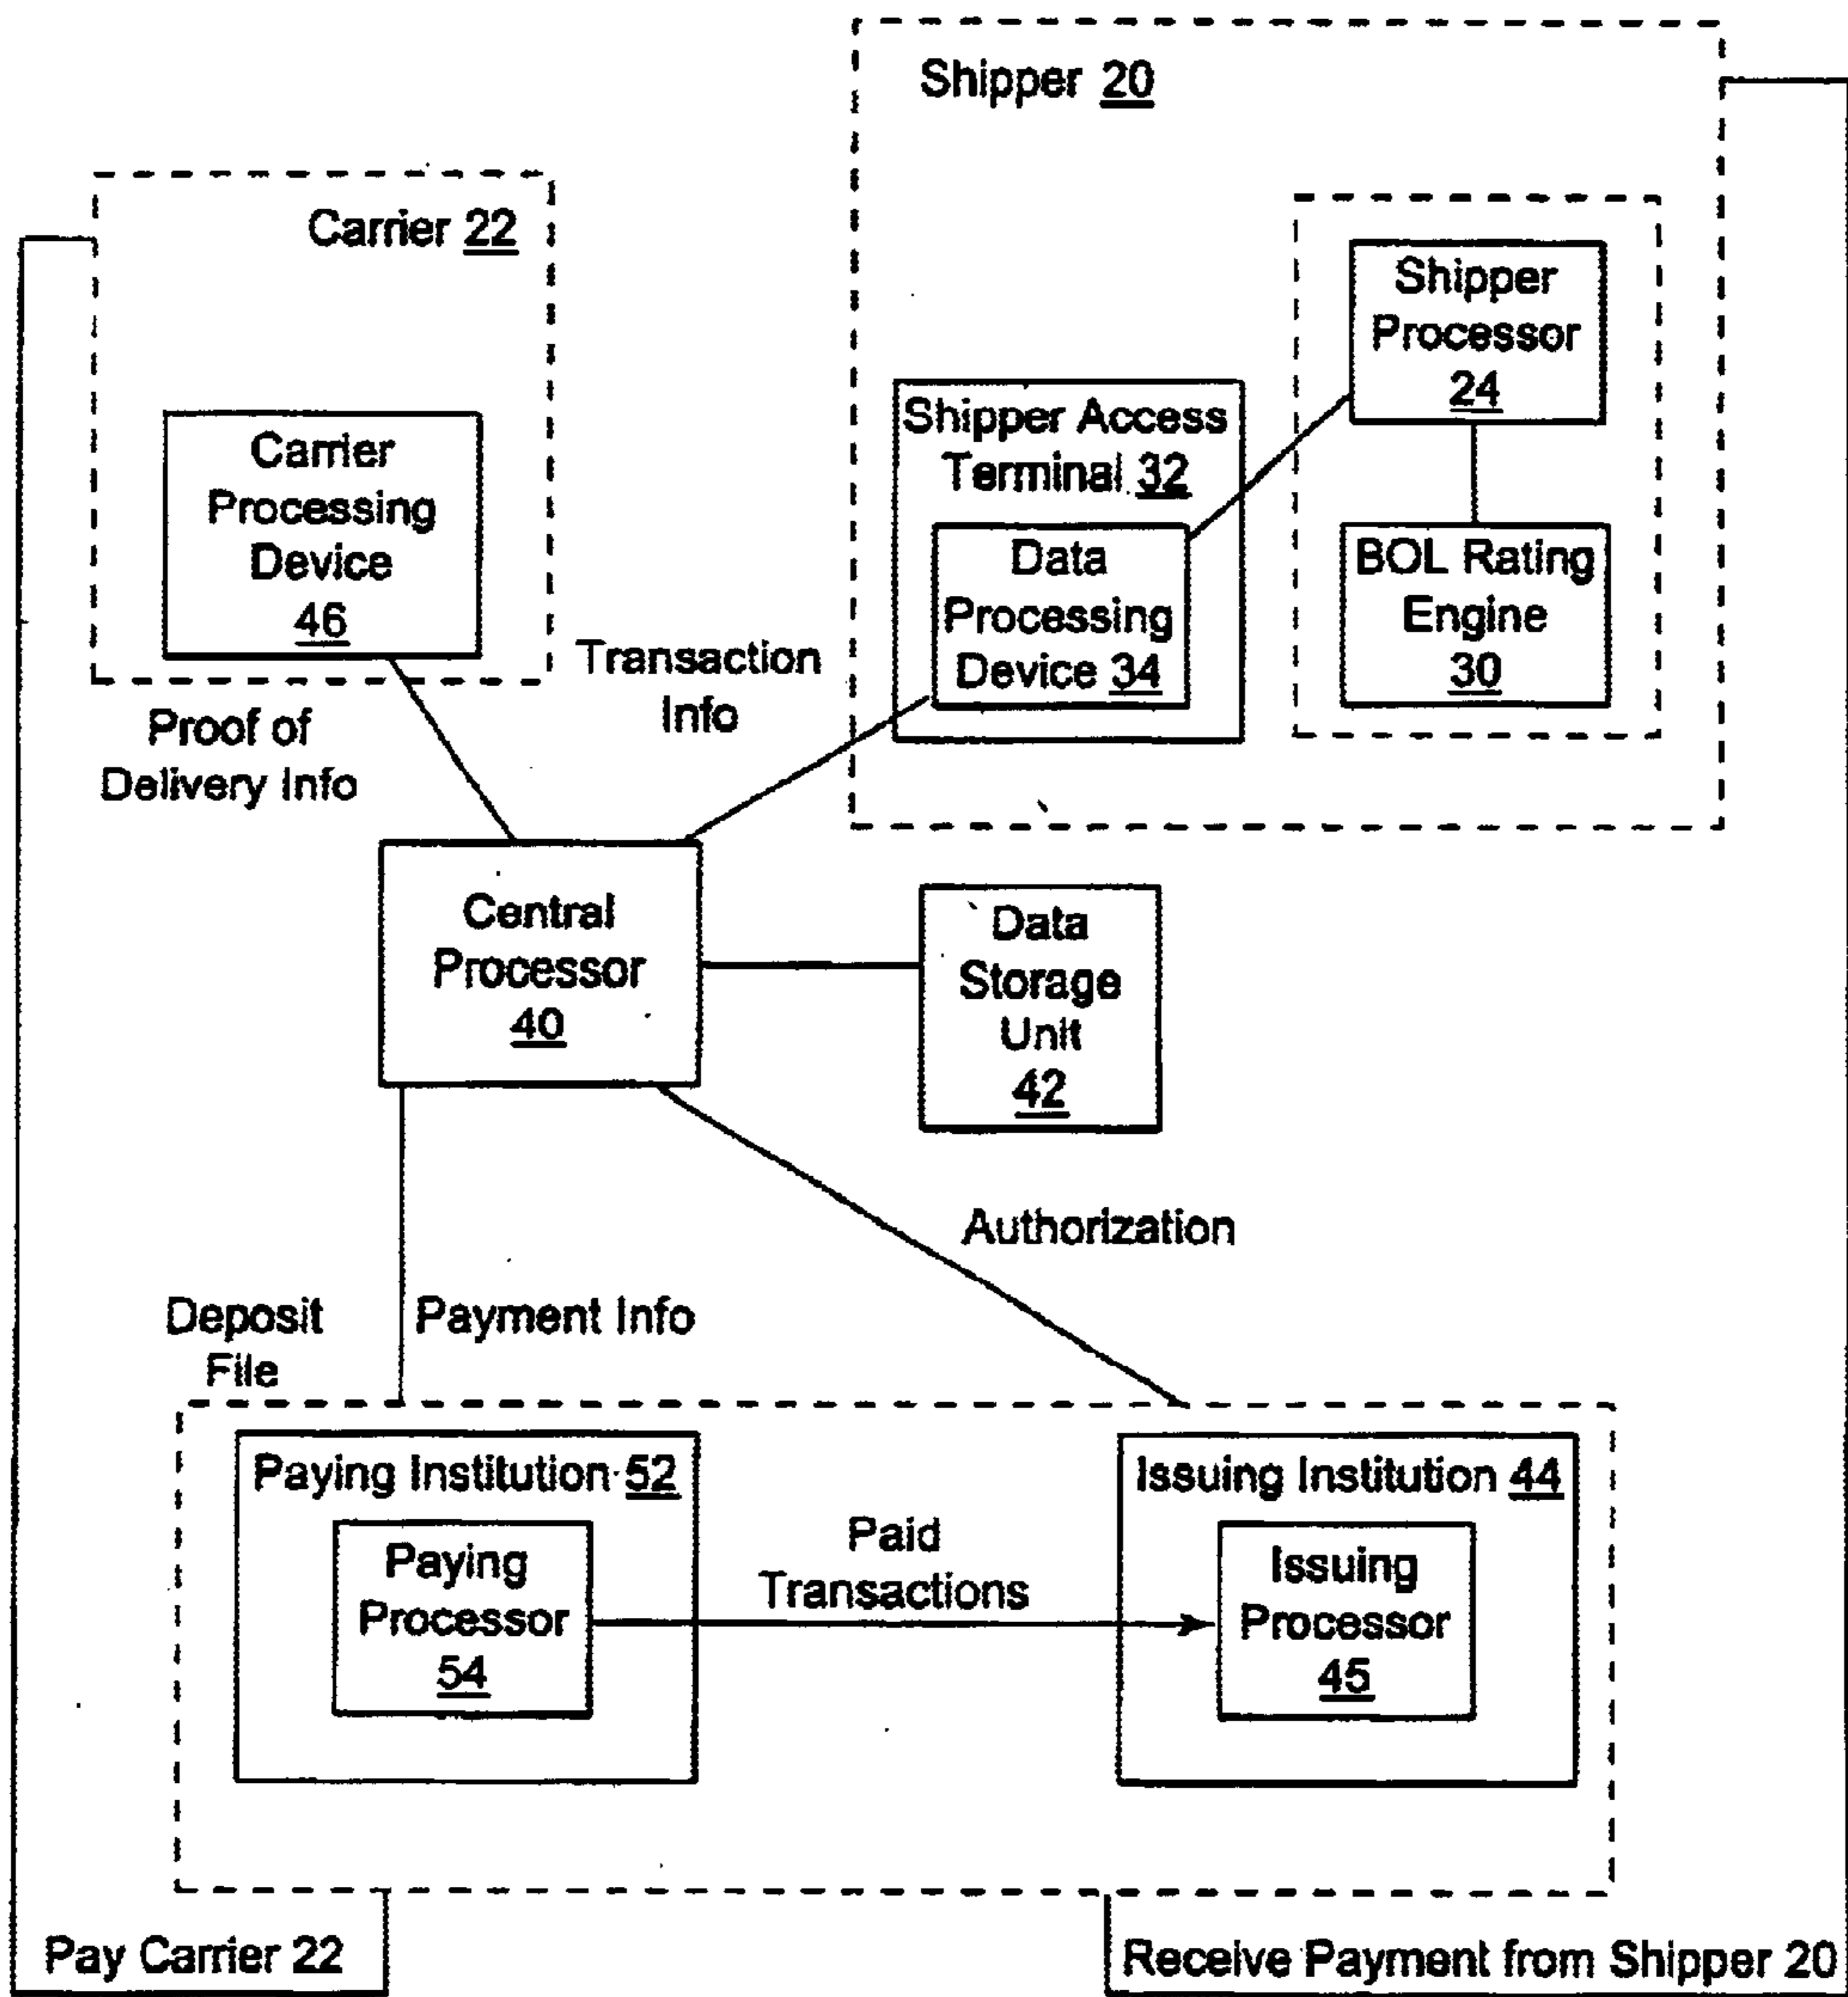 Shipper 20
Carrier 22
Shipper
Processor
24
Shipper Access
Terminal 32
Carrier
Processing
Device
46
Data
Processing
Device 34
BOL Rating
Engine
30
Transaction
Info
Proof of
Delivery Info
Central
Processor
40
Data
Storage
Unit
42
Authorization
Deposit
File
Payment Info
Paying Institution 52
Issuing Institution 44
Paying
Processor
54
Paid
Transactions
Issuing
Processor
45
Pay Carrier 22
Receive Payment from Shipper 20